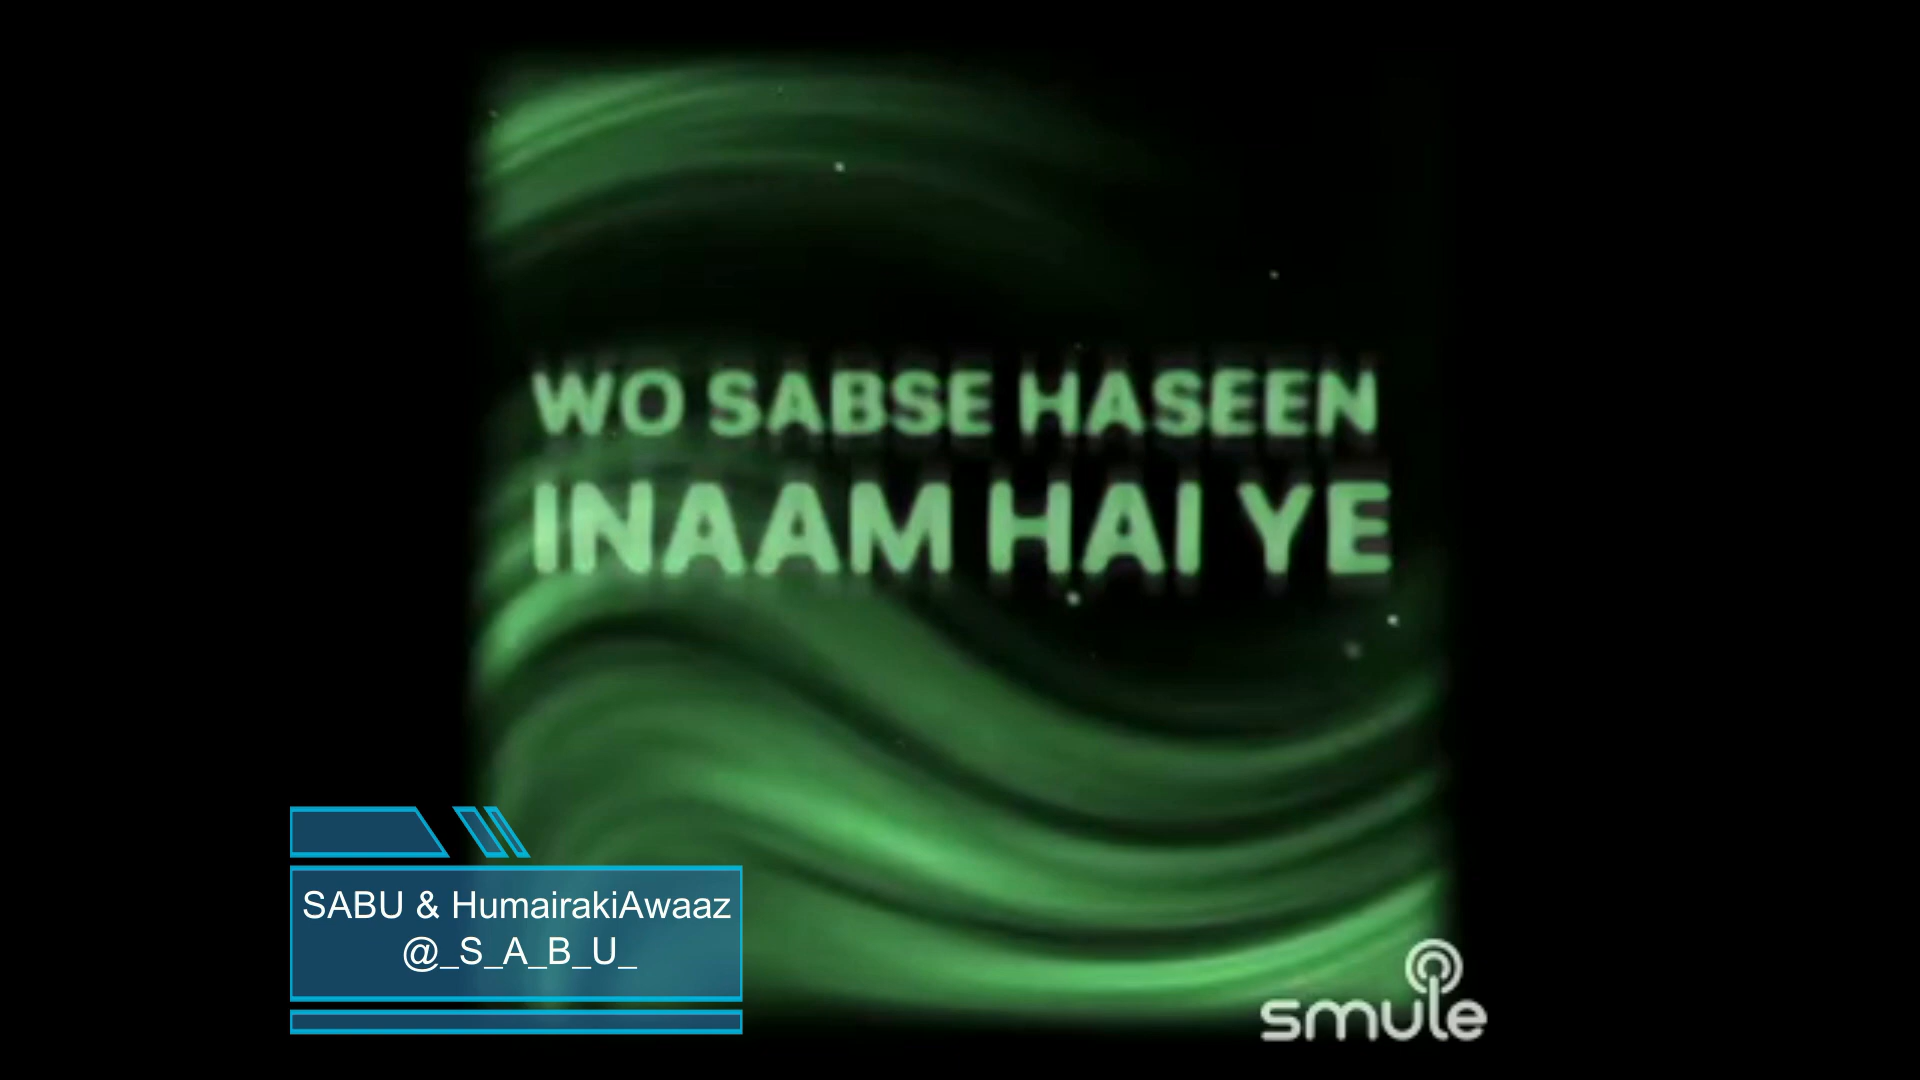 WO SABSE HASEEN
INAAM HAI YE
SABU & HumairakiAwaaz
@_S_A_B_U_
smule